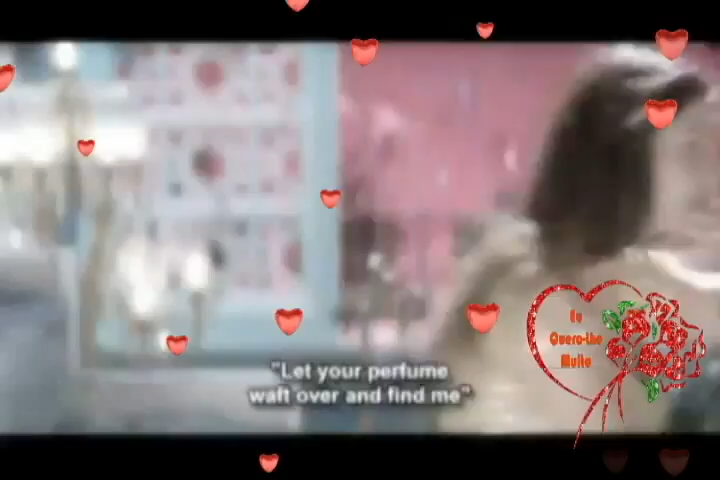 "Let your perfume
waft over and find me"
Eu
Quero-lhe
Muito